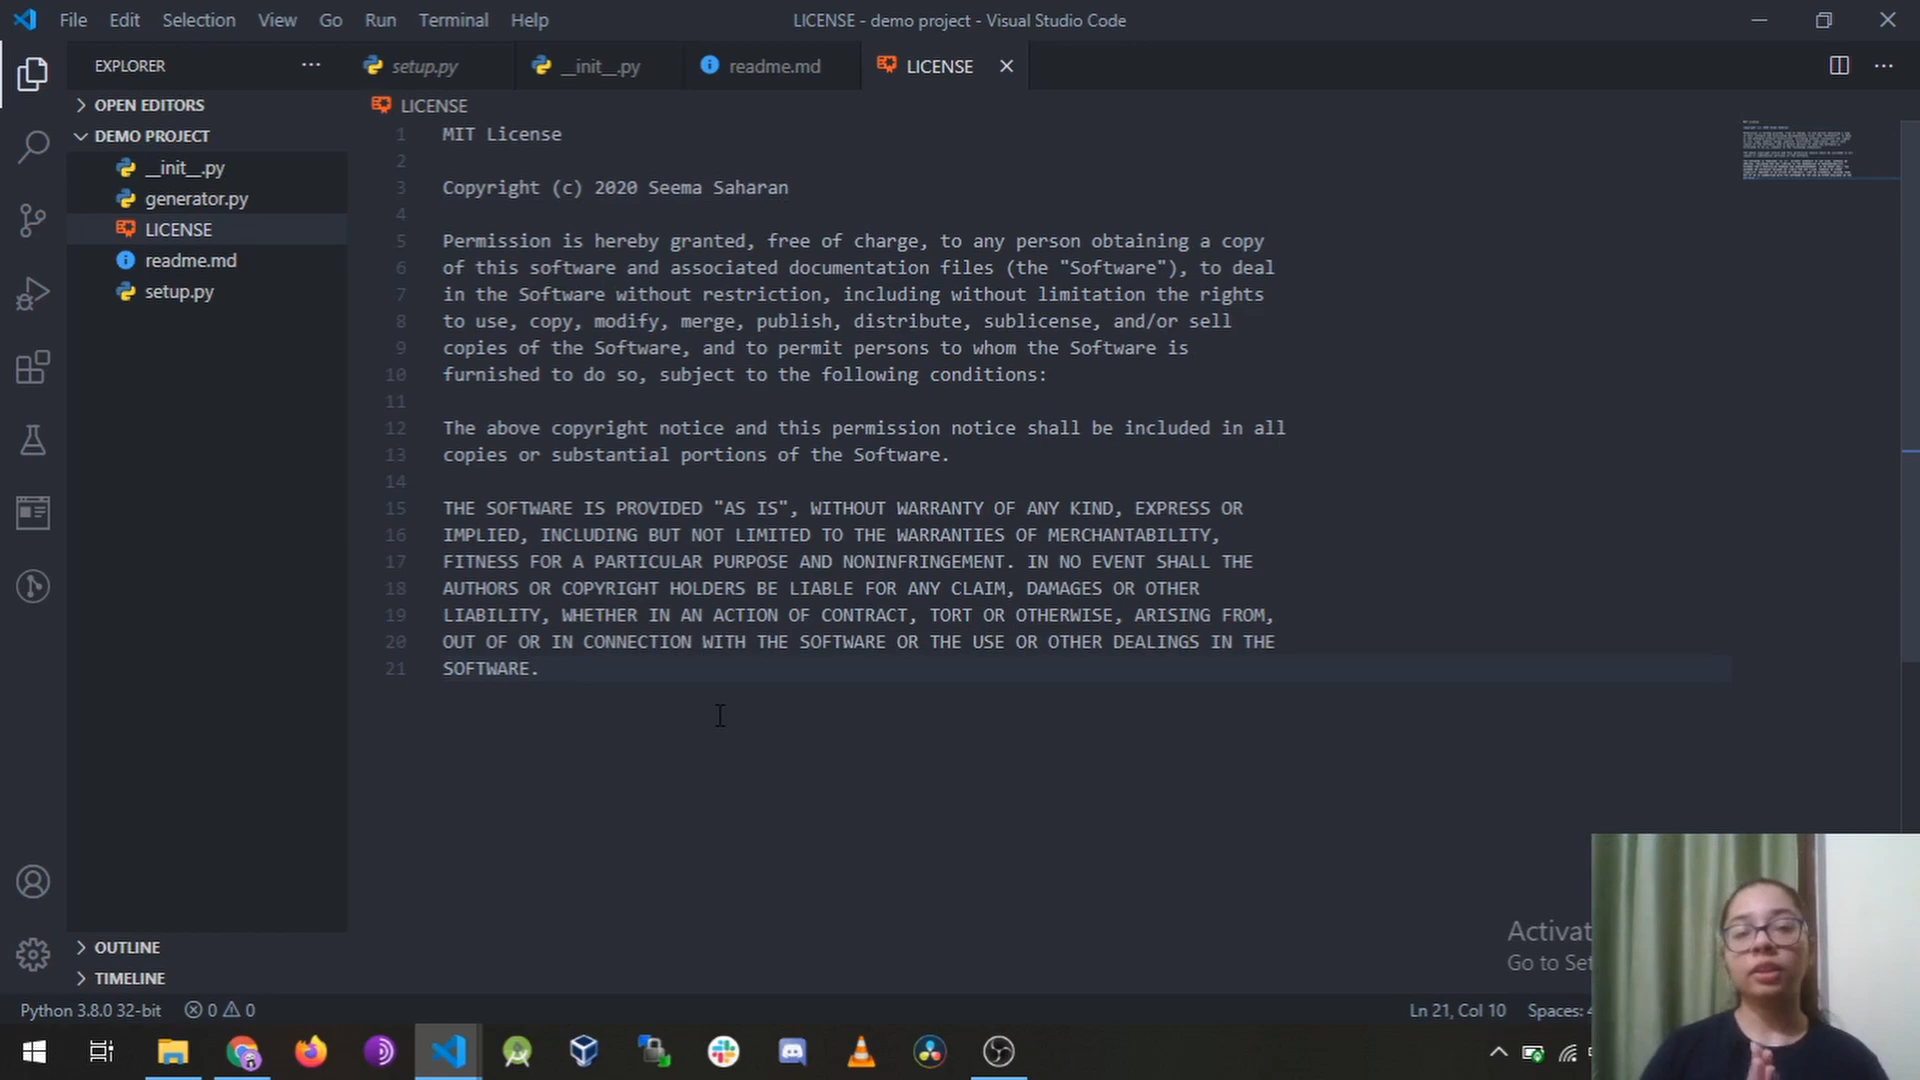 File Edit Selection View Go Run Terminal Help
LICENSE - demo project - Visual Studio Code
EXPLORER
setup.py
__init__.py
readme.md
LICENSE
OPEN EDITORS
DEMO PROJECT
__init__.py
generator.py
LICENSE
readme.md
setup.py
OUTLINE
TIMELINE
LICENSE
1 MIT License
2
3 Copyright (c) 2020 Seema Saharan
4
5 Permission is hereby granted, free of charge, to any person obtaining a copy
6 of this software and associated documentation files (the "Software"), to deal
7 in the Software without restriction, including without limitation the rights
8 to use, copy, modify, merge, publish, distribute, sublicense, and/or sell
9 copies of the Software, and to permit persons to whom the Software is
10 furnished to do so, subject to the following conditions:
11
12 The above copyright notice and this permission notice shall be included in all
13 copies or substantial portions of the Software.
14
15 THE SOFTWARE IS PROVIDED "AS IS", WITHOUT WARRANTY OF ANY KIND, EXPRESS OR
16 IMPLIED, INCLUDING BUT NOT LIMITED TO THE WARRANTIES OF MERCHANTABILITY,
17 FITNESS FOR A PARTICULAR PURPOSE AND NONINFRINGEMENT. IN NO EVENT SHALL THE
18 AUTHORS OR COPYRIGHT HOLDERS BE LIABLE FOR ANY CLAIM, DAMAGES OR OTHER
19 LIABILITY, WHETHER IN AN ACTION OF CONTRACT, TORT OR OTHERWISE, ARISING FROM,
20 OUT OF OR IN CONNECTION WITH THE SOFTWARE OR THE USE OR OTHER DEALINGS IN THE
21 SOFTWARE.
Activat
Go to Set
Python 3.8.0 32-bit 0 0
Ln 21, Col 10 Spaces: 4